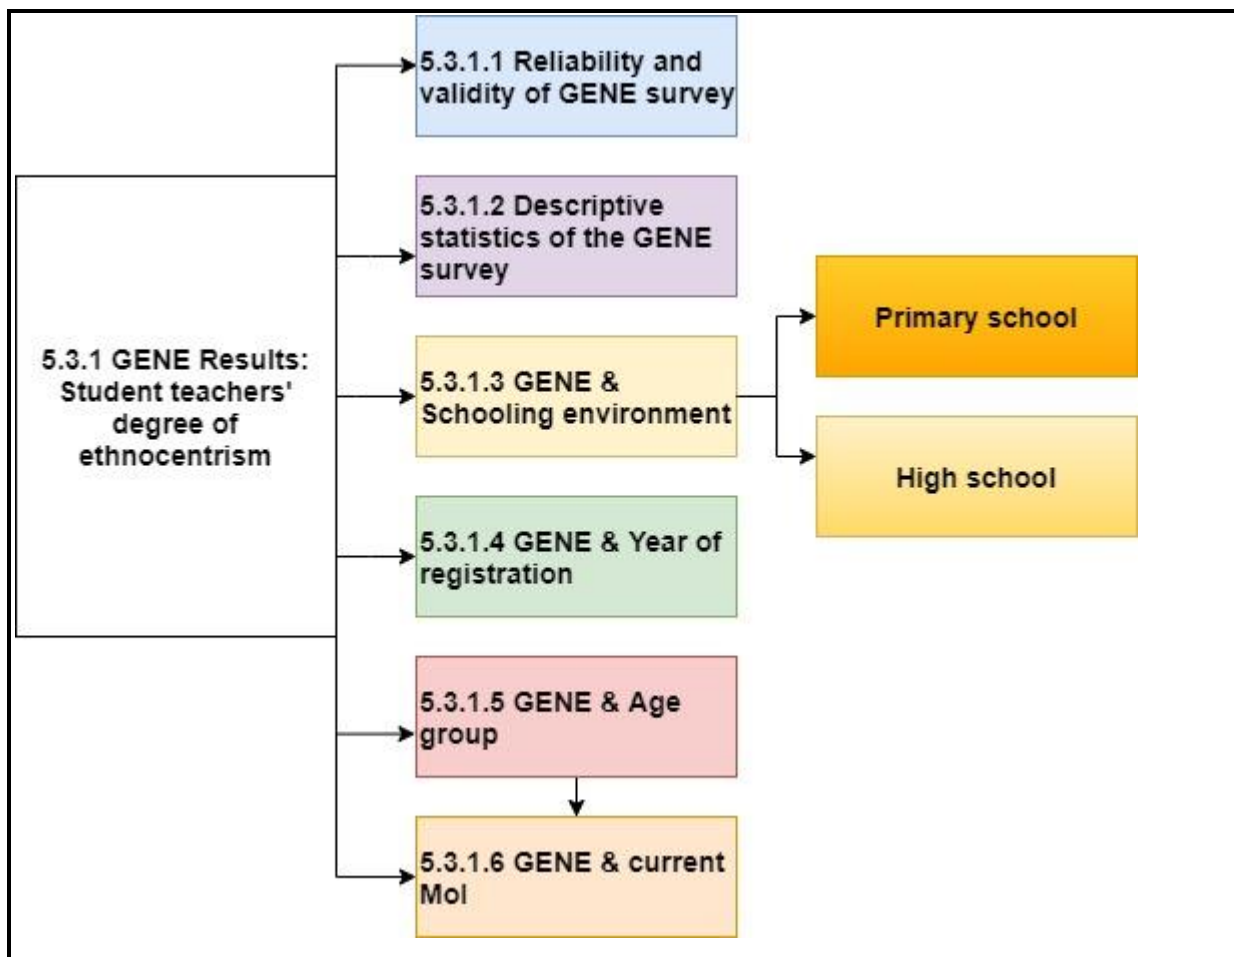 5.3.1 GENE Results:
Student teachers'
degree of
ethnocentrism
5.3.1.1 Reliability and
validity of GENE survey
5.3.1.2 Descriptive
statistics of the GENE
survey
5.3.1.3 GENE &
Schooling environment
Primary school
High school
5.3.1.4 GENE & Year of
registration
5.3.1.5 GENE & Age
group
5.3.1.6 GENE & current
MoI